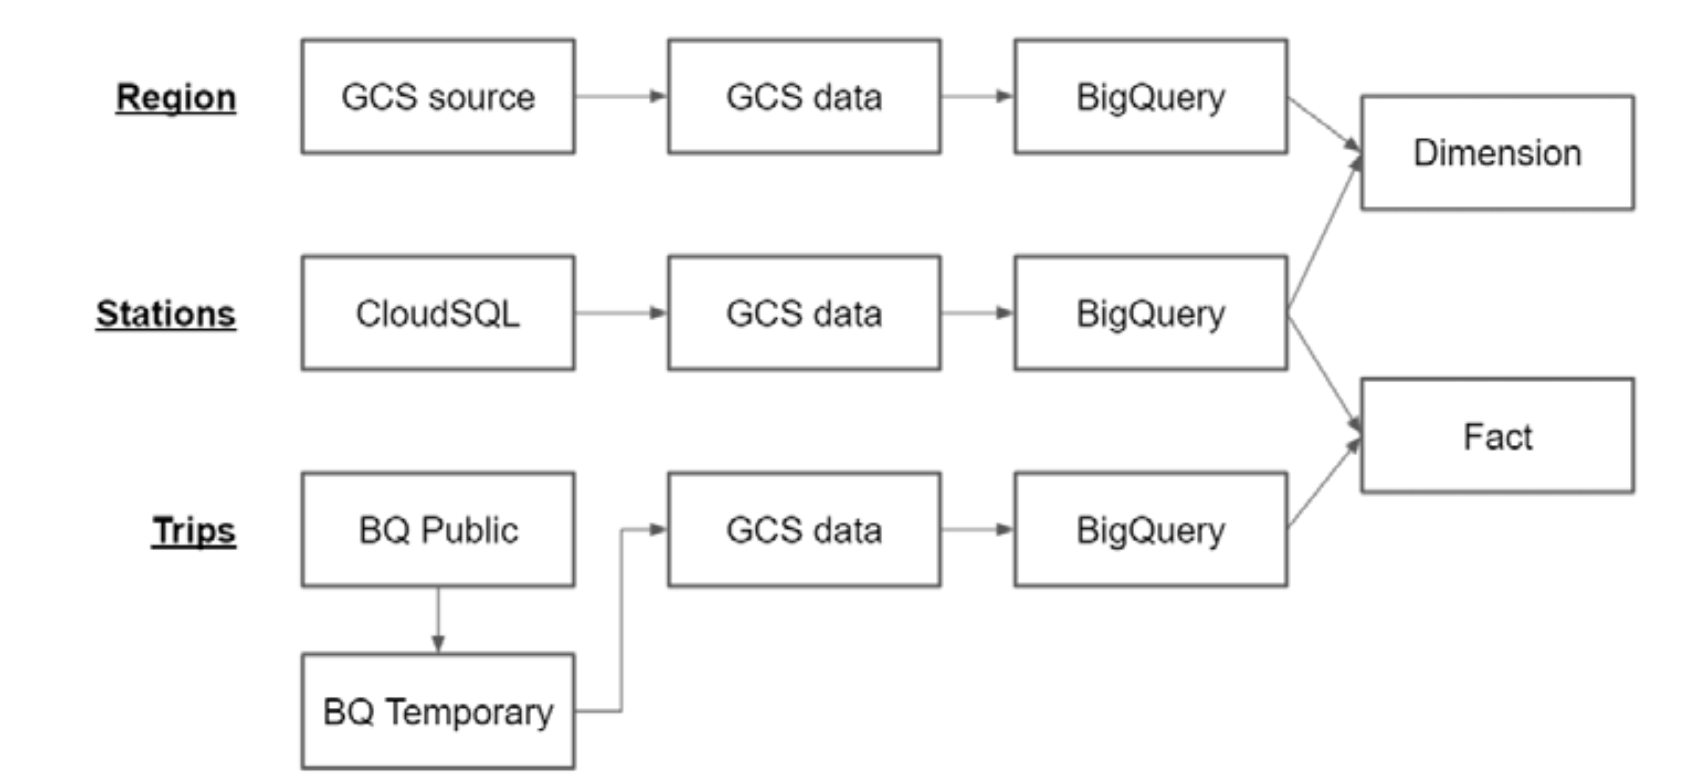 Region
GCS source
GCS data
BigQuery
Dimension
Stations
CloudSQL
GCS data
BigQuery
Fact
Trips
BQ Public
GCS data
BigQuery
BQ Temporary